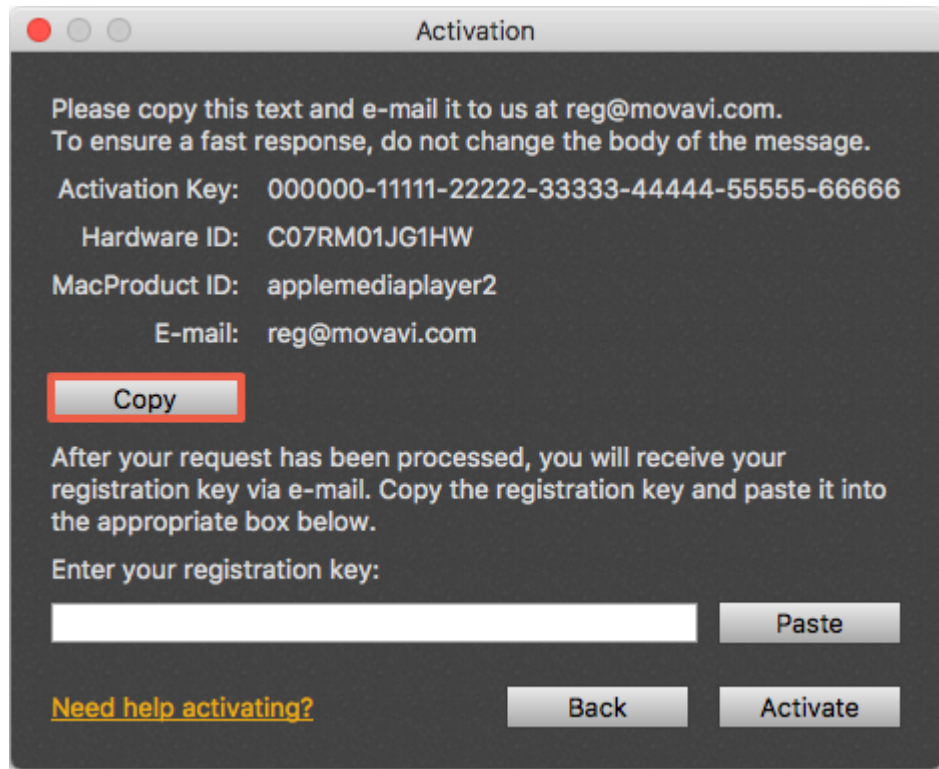 Activation
Please copy this text and e-mail it to us at reg@movavi.com.
To ensure a fast response, do not change the body of the message.
Activation Key: 000000-11111-22222-33333-44444-55555-66666
Hardware ID: C07RM01JG1HW
MacProduct ID: applemediaplayer2
E-mail: reg@movavi.com
Copy
After your request has been processed, you will receive your
registration key via e-mail. Copy the registration key and paste it into
the appropriate box below.
Enter your registration key:
Paste
Need help activating? Back Activate